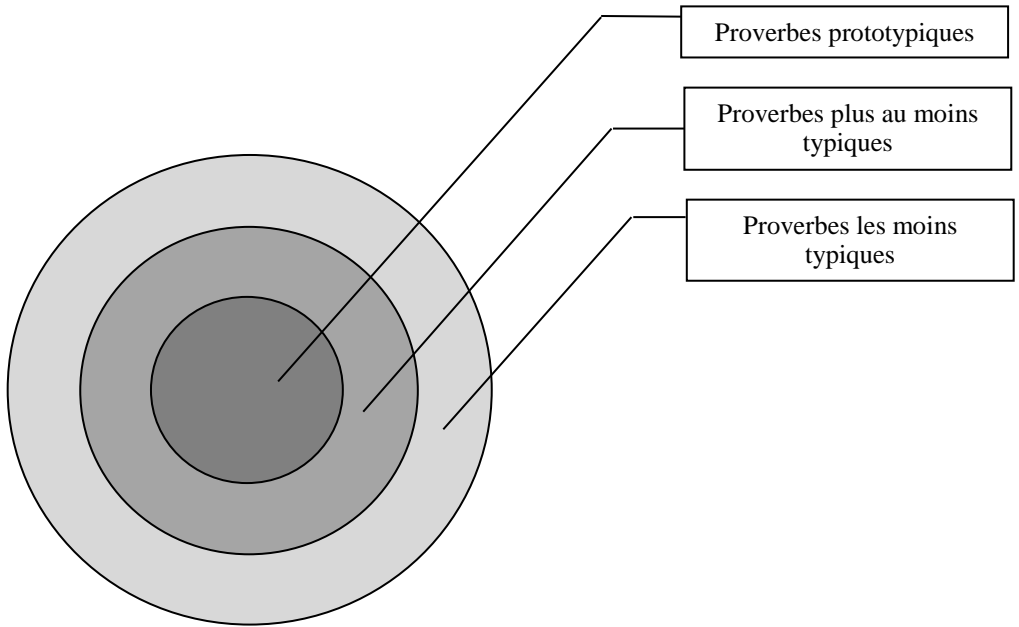 Proverbes prototypiques
Proverbes plus au moins
typiques
Proverbes les moins
typiques